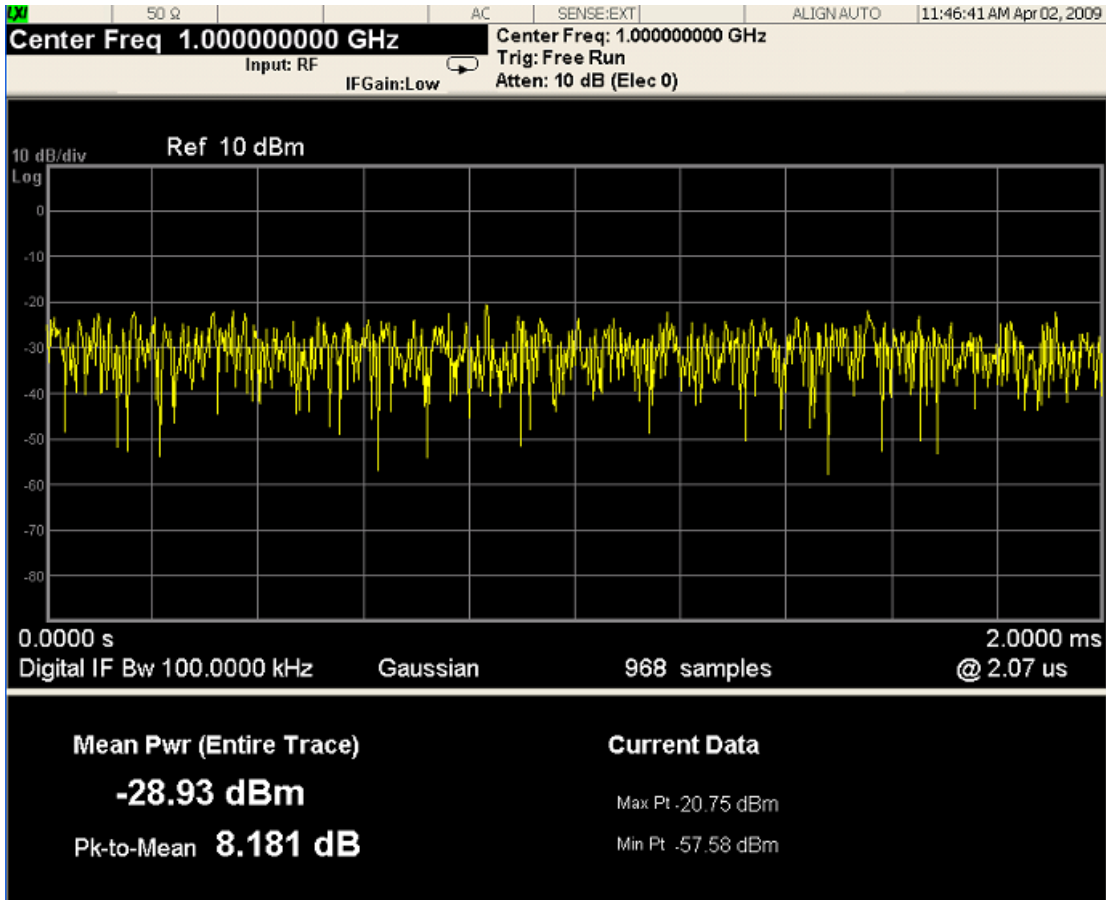 LXI 50 Ω AC SENSE:EXT ALIGN AUTO 11:46:41 AM Apr 02, 2009
Center Freq 1.000000000 GHz
Input: RF
IFGain:Low
Center Freq: 1.000000000 GHz
Trig: Free Run
Atten: 10 dB (Elec 0)
10 dB/div Ref 10 dBm
Log
0
-10
-20
-30
-40
-50
-60
-70
-80
0.0000 s 2.0000 ms
Digital IF Bw 100.0000 kHz Gaussian 968 samples @ 2.07 us
Mean Pwr (Entire Trace)
-28.93 dBm
Pk-to-Mean 8.181 dB
Current Data
Max Pt -20.75 dBm
Min Pt -57.58 dBm